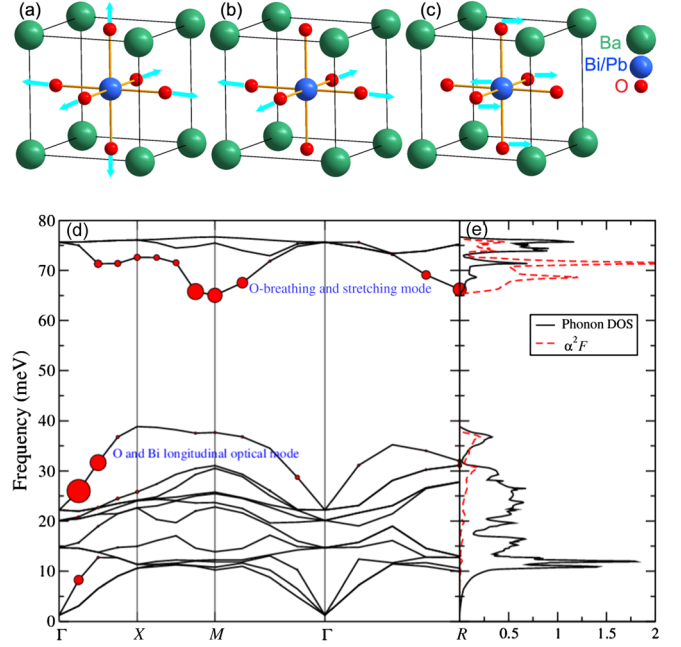 (a) (b) (c)
Ba
Bi/Pb
O
(d) (e)
80
70
60
50
40
30
20
10
0
Frequency (meV)
O-breathing and stretching mode
Phonon DOS
α²F
O and Bi longitudinal optical mode
Γ X M Γ R 0.5 1 1.5 2